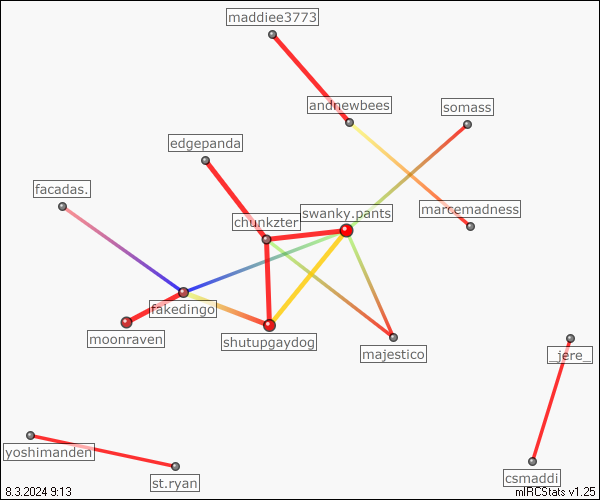 maddiee3773
andnewbees
somass
edgepanda
facadas.
chunkzter
swanky.pants
marcemadness
fakedingo
moonraven
shutupgaydog
majestico
_jere_
yoshimanden
st.ryan
csmaddi
8.3.2024 9:13
mIRCStats v1.25